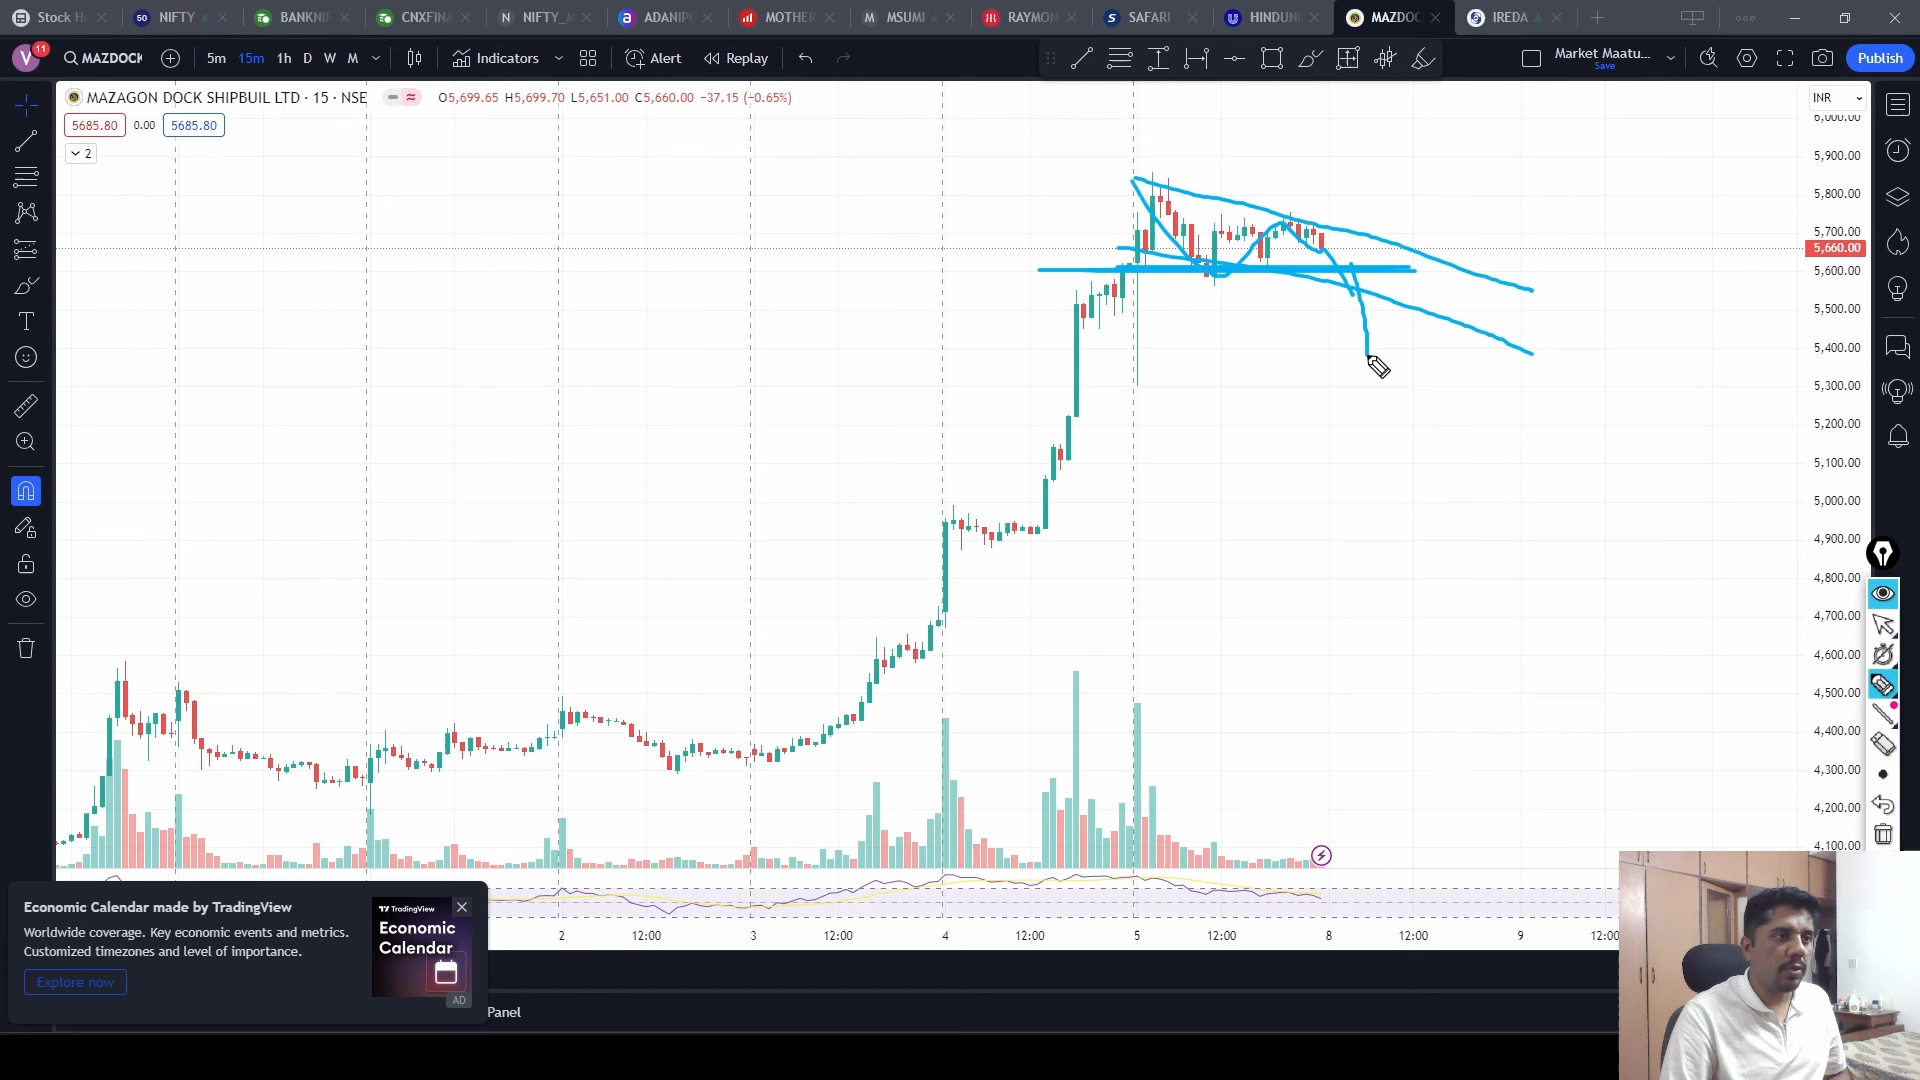 Stock H
NIFTY
BANKNIF
CNXFINA
NIFTY_
ADANIP
MOTHER
MSUMI
RAYMON
SAFARI
HINDUN
MAZDOC
IREDA
V
11
MAZDOCK
5m
15m
1h
D
W
M
Indicators
Alert
Replay
Market Maatu...
Save
Publish
MAZAGON DOCK SHIPBUIL LTD · 15 · NSE
O5,699.65 H5,699.70 L5,651.00 C5,660.00 −37.15 (−0.65%)
INR
5685.80
0.00
5685.80
2
6,000.00
5,900.00
5,800.00
5,700.00
5,660.00
5,600.00
5,500.00
5,400.00
5,300.00
5,200.00
5,100.00
5,000.00
4,900.00
4,800.00
4,700.00
4,600.00
4,500.00
4,400.00
4,300.00
4,200.00
4,100.00
2
12:00
3
12:00
4
12:00
5
12:00
8
12:00
9
12:00
Economic Calendar made by TradingView
Worldwide coverage. Key economic events and metrics.
Customized timezones and level of importance.
Explore now
TradingView
Economic
Calendar
AD
Panel